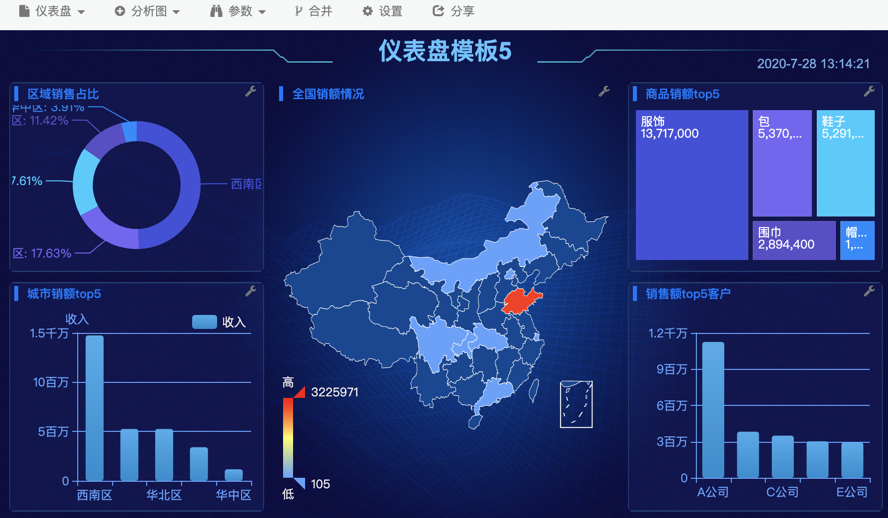 仪表盘 分析图 参数 合并 设置 分享
仪表盘模板5
2020-7-28 13:14:21
区域销售占比
华中区: 3.91%
区: 11.42%
7.61%
区: 17.63%
西南区
全国销额情况
高
3225971
105
低
商品销额top5
服饰
13,717,000
包
5,370,...
鞋子
5,291,...
围巾
2,894,400
帽...
1,...
城市销额top5
收入
收入
1.5千万
10百万
5百万
0
西南区 华北区 华中区
销售额top5客户
1.2千万
9百万
6百万
3百万
0
A公司 C公司 E公司